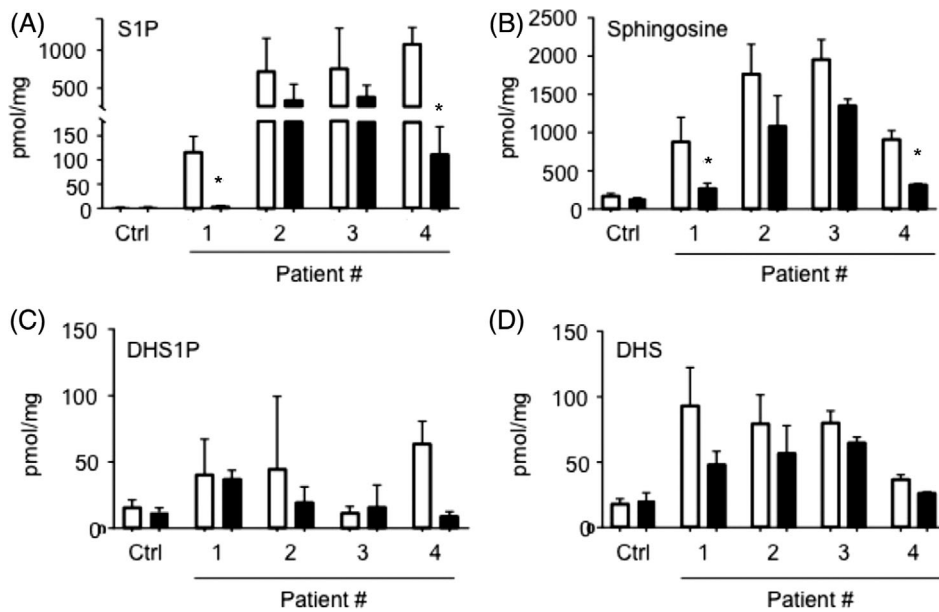 (A)
S1P
pmol/mg
1000
500
150
100
50
0
*
*
Ctrl 1 2 3 4
Patient #
(B)
Sphingosine
pmol/mg
2500
2000
1500
1000
500
0
*
*
Ctrl 1 2 3 4
Patient #
(C)
DHS1P
pmol/mg
150
100
50
0
Ctrl 1 2 3 4
Patient #
(D)
DHS
pmol/mg
150
100
50
0
Ctrl 1 2 3 4
Patient #